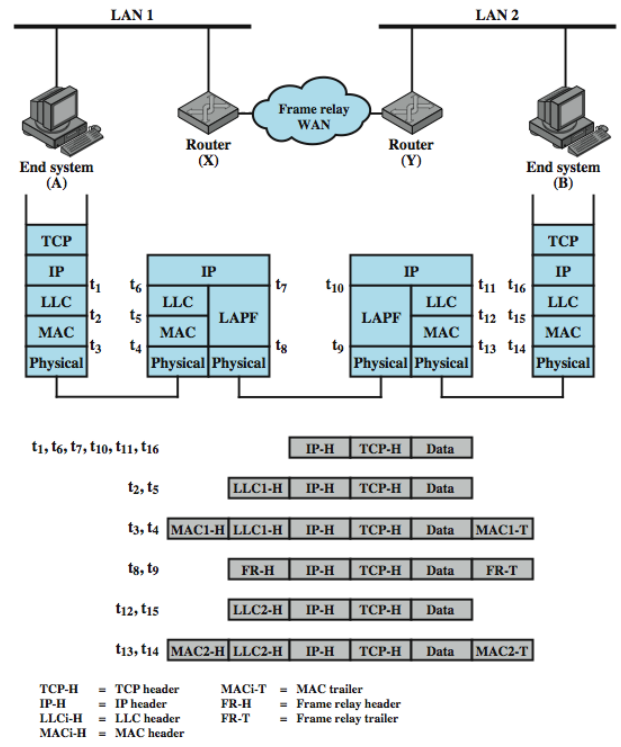 LAN 1 LAN 2
Frame relay
WAN
Router
(X)
Router
(Y)
End system
(A)
End system
(B)
TCP TCP
IP t1 t6 IP t7 t10 IP t11 t16 IP
LLC t2 t5 LLC LAPF LAPF LLC t12 t15 LLC
MAC t3 t4 MAC t8 t9 MAC t13 t14 MAC
Physical Physical Physical Physical Physical Physical
t1, t6, t7, t10, t11, t16 IP-H TCP-H Data
t2, t5 LLC1-H IP-H TCP-H Data
t3, t4 MAC1-H LLC1-H IP-H TCP-H Data MAC1-T
t8, t9 FR-H IP-H TCP-H Data FR-T
t12, t15 LLC2-H IP-H TCP-H Data
t13, t14 MAC2-H LLC2-H IP-H TCP-H Data MAC2-T
TCP-H = TCP header MACi-T = MAC trailer
IP-H = IP header FR-H = Frame relay header
LLCi-H = LLC header FR-T = Frame relay trailer
MACi-H = MAC header